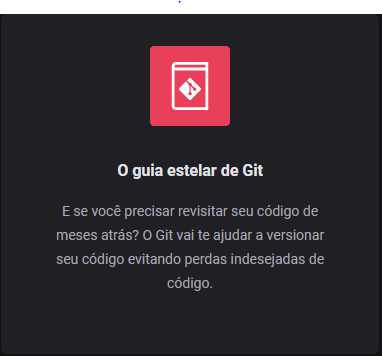 O guia estelar de Git
E se você precisar revisitar seu código de
meses atrás? O Git vai te ajudar a versionar
seu código evitando perdas indesejadas de
código.